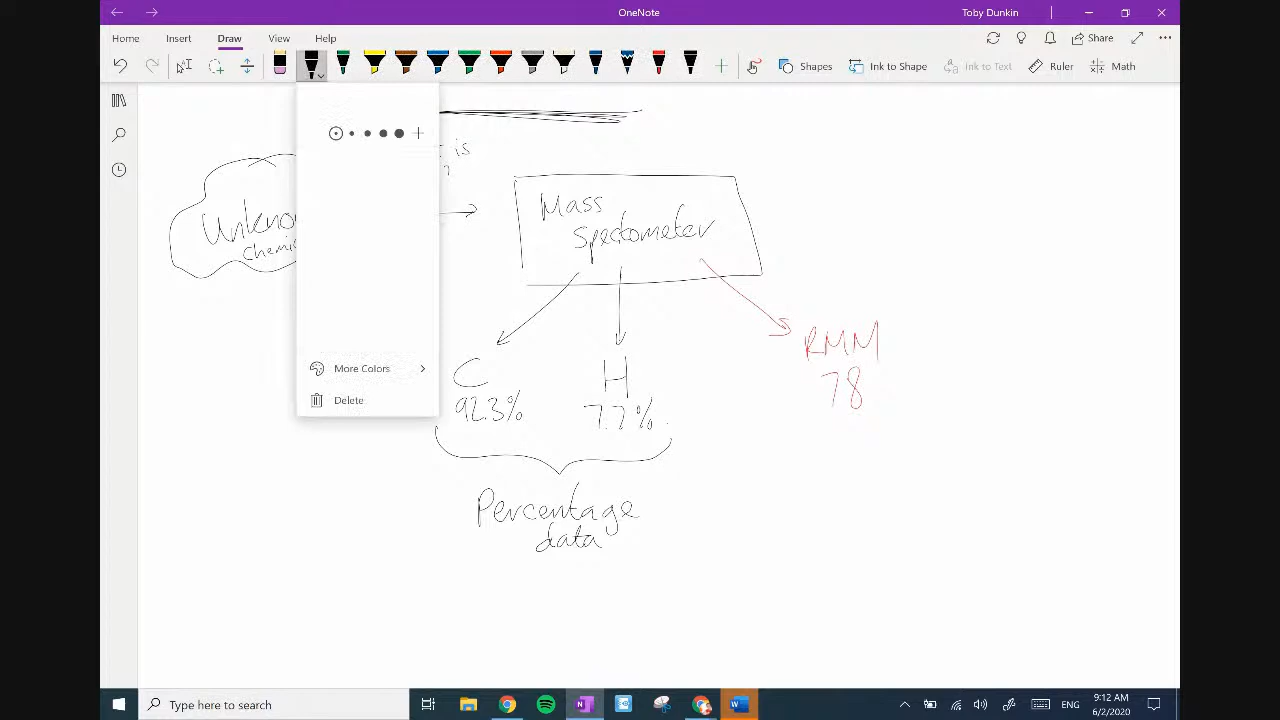 OneNote
Toby Dunkin
Home Insert Draw View Help
Share
Shapes Ink to Shape Ink to Text Ruler Math
is
?
Unkno
Chemi
Mass
Spectometer
C H
92.3% 7.7%
RMM
78
Percentage
data
More Colors
Delete
Type here to search
ENG
9:12 AM
6/2/2020